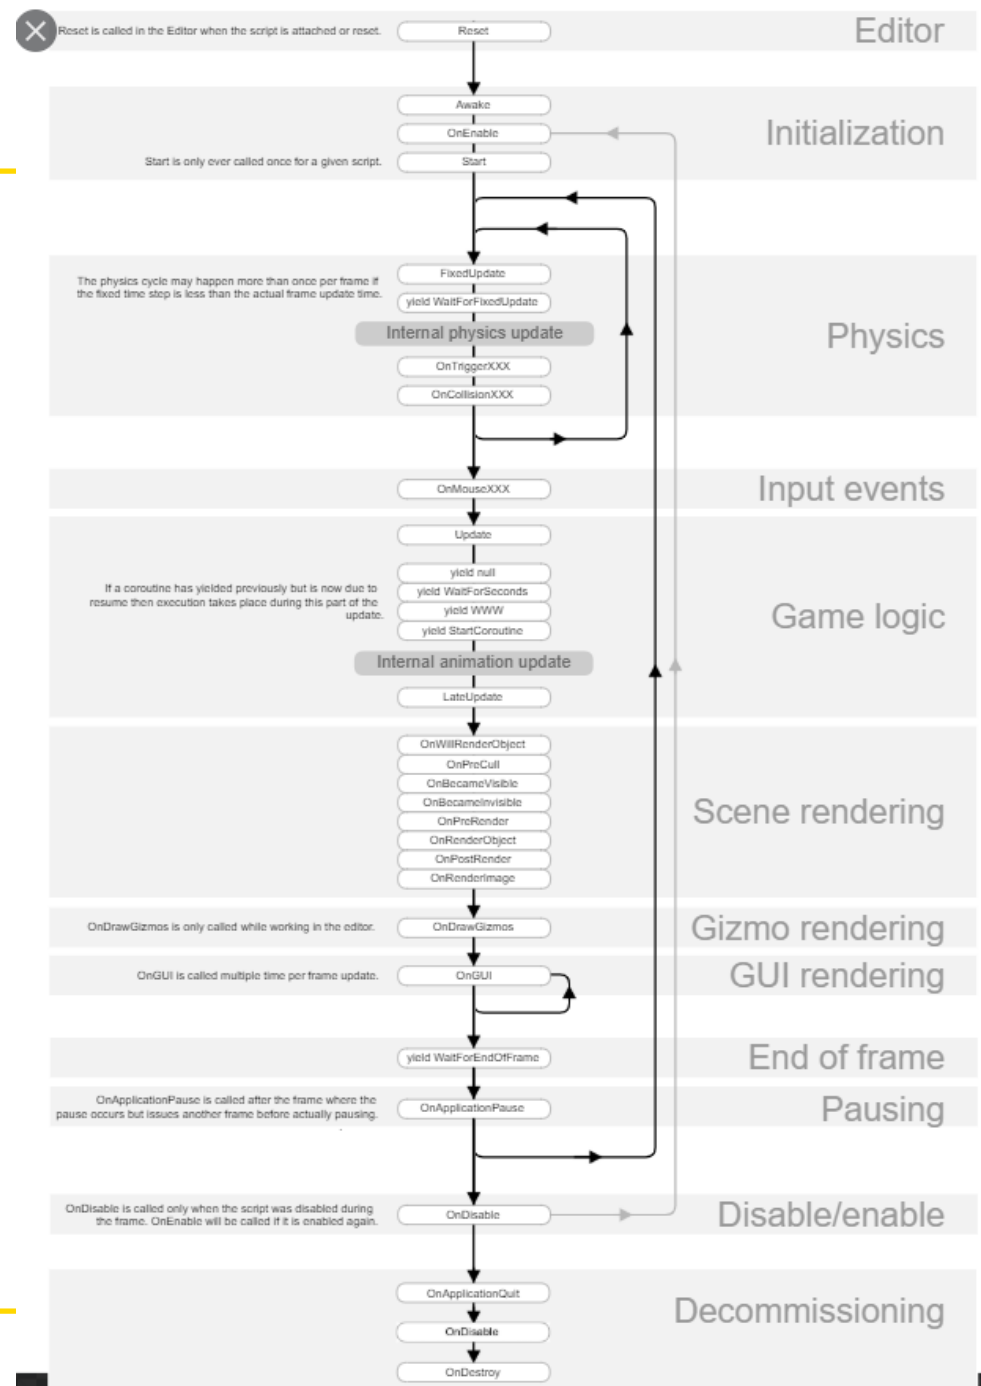 Reset is called in the Editor when the script is attached or reset.
Reset
Editor
Awake
OnEnable
Initialization
Start is only ever called once for a given script.
Start
The physics cycle may happen more than once per frame if
the fixed time step is less than the actual frame update time.
FixedUpdate
yield WaitForFixedUpdate
Internal physics update
Physics
OnTriggerXXX
OnCollisionXXX
OnMouseXXX
Input events
Update
yield null
If a coroutine has yielded previously but is now due to
resume then execution takes place during this part of the
update.
yield WaitForSeconds
yield WWW
yield StartCoroutine
Game logic
Internal animation update
LateUpdate
OnWillRenderObject
OnPreCull
OnBecameVisible
OnBecameInvisible
OnPreRender
OnRenderObject
OnPostRender
OnRenderImage
Scene rendering
OnDrawGizmos is only called while working in the editor.
OnDrawGizmos
Gizmo rendering
OnGUI is called multiple time per frame update.
OnGUI
GUI rendering
yield WaitForEndOfFrame
End of frame
OnApplicationPause is called after the frame where the
pause occurs but issues another frame before actually pausing.
OnApplicationPause
Pausing
OnDisable is called only when the script was disabled during
the frame. OnEnable will be called if it is enabled again.
OnDisable
Disable/enable
OnApplicationQuit
Decommissioning
OnDisable
OnDestroy